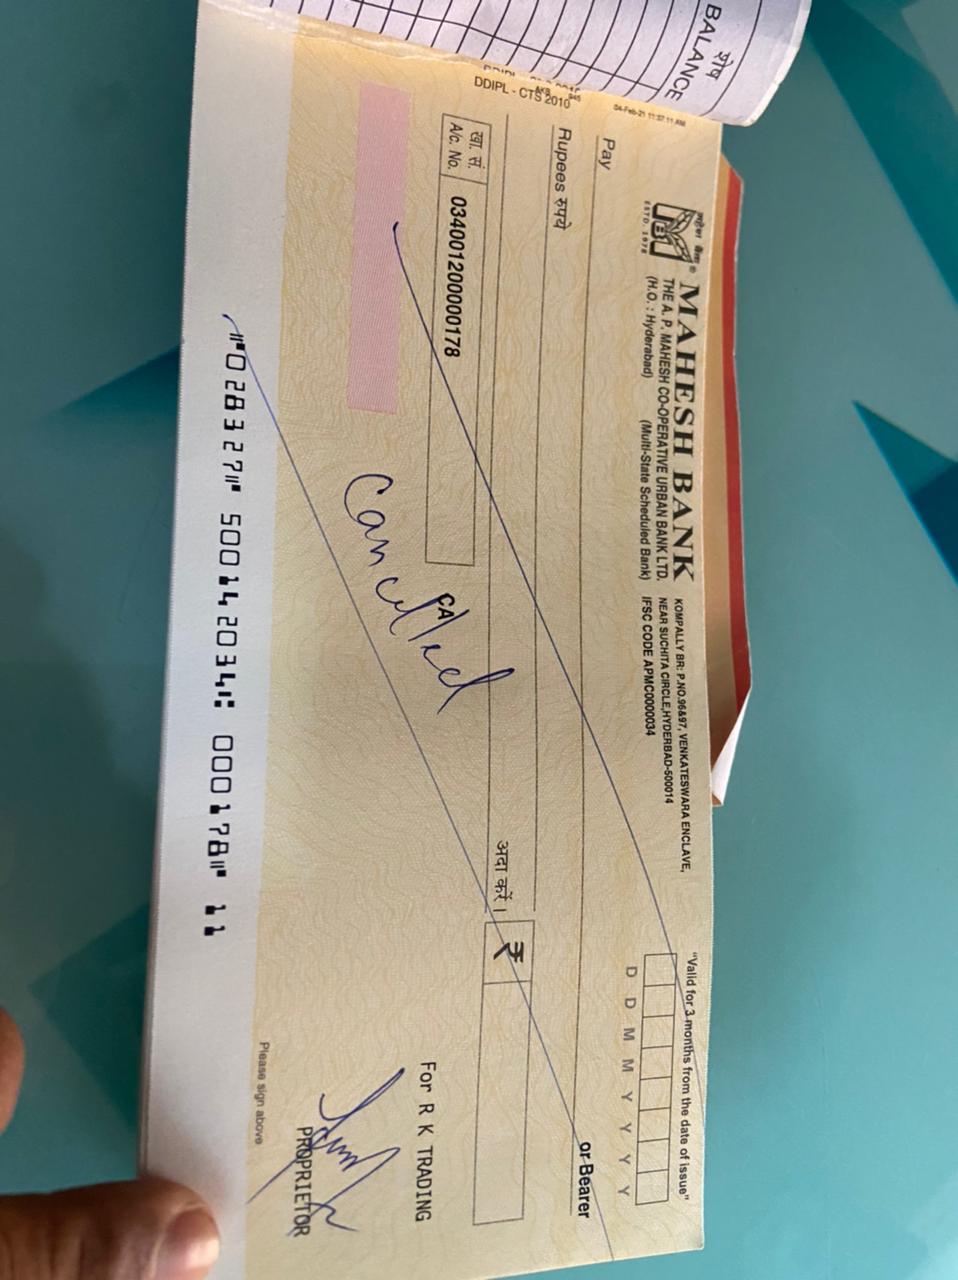 शेष
BALANCE
DDIPL - CTS 2010
04-Feb-21 11:37:11 AM
महेश बैंक®
ESTD. 1978
MAHESH BANK
THE A. P. MAHESH CO-OPERATIVE URBAN BANK LTD.
(H.O. : Hyderabad) (Multi-State Scheduled Bank)
KOMPALLY BR: P.NO.96&97, VENKATESWARA ENCLAVE,
NEAR SUCHITA CIRCLE,HYDERBAD-500014
IFSC CODE APMC0000034
"Valid for 3 months from the date of issue"
D D M M Y Y Y Y
Pay
or Bearer
Rupees रुपये
अदा करें।
₹
खा. सं.
A/c. No. 03400120000178
CA
Cancelled
For R K TRADING
PROPRIETOR
Please sign above
⑈028327⑈ 500142034⑆ 000178⑈ 11